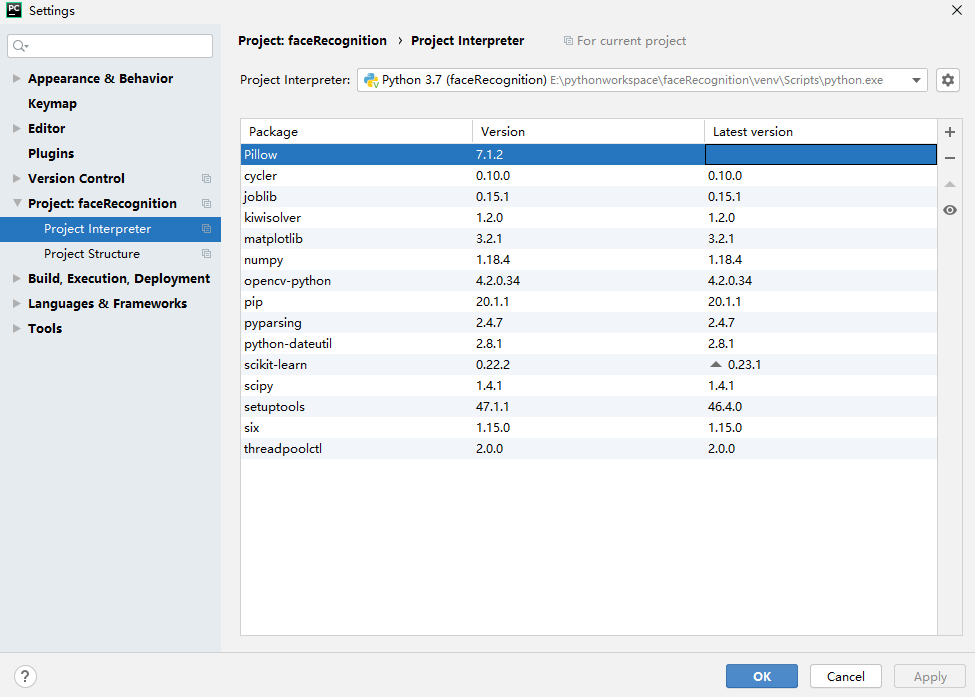 PC Settings
Project: faceRecognition › Project Interpreter For current project
Appearance & Behavior
Keymap
Editor
Plugins
Version Control
Project: faceRecognition
Project Interpreter
Project Structure
Build, Execution, Deployment
Languages & Frameworks
Tools
Project Interpreter: Python 3.7 (faceRecognition) E:\pythonworkspace\faceRecognition\venv\Scripts\python.exe
Package Version Latest version
Pillow 7.1.2
cycler 0.10.0 0.10.0
joblib 0.15.1 0.15.1
kiwisolver 1.2.0 1.2.0
matplotlib 3.2.1 3.2.1
numpy 1.18.4 1.18.4
opencv-python 4.2.0.34 4.2.0.34
pip 20.1.1 20.1.1
pyparsing 2.4.7 2.4.7
python-dateutil 2.8.1 2.8.1
scikit-learn 0.22.2 0.23.1
scipy 1.4.1 1.4.1
setuptools 47.1.1 46.4.0
six 1.15.0 1.15.0
threadpoolctl 2.0.0 2.0.0
? OK Cancel Apply